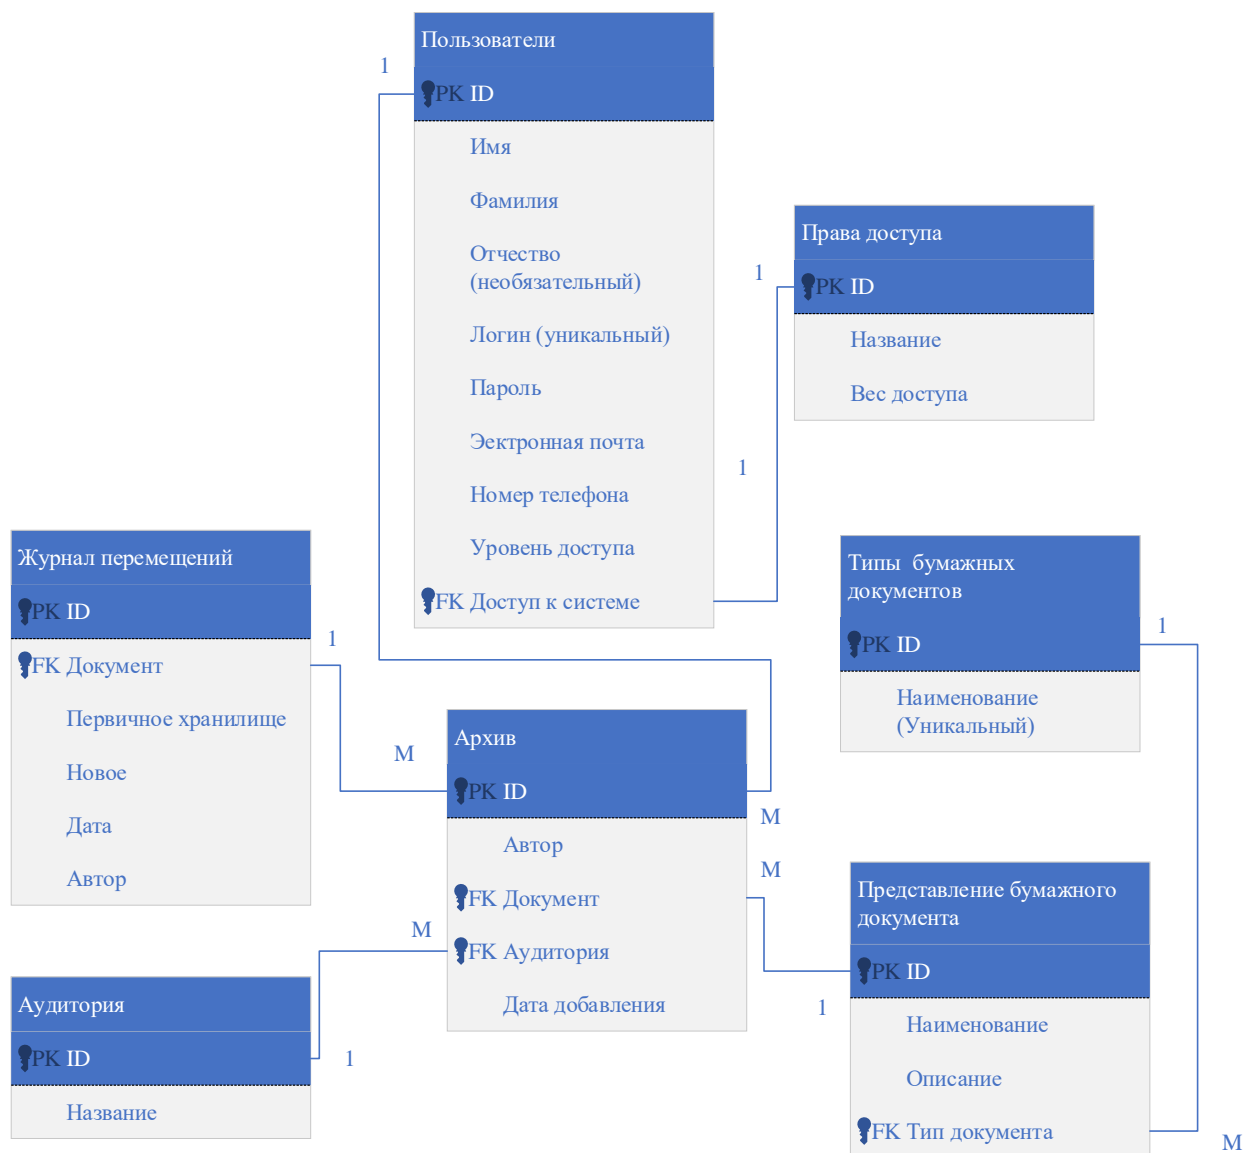 Пользователи
1
PK ID
Имя
Фамилия
Отчество
(необязательный)
Логин (уникальный)
Пароль
Эектронная почта
Номер телефона
Уровень доступа
FK Доступ к системе
Права доступа
1
PK ID
Название
Вес доступа
1
Журнал перемещений
PK ID
1
FK Документ
Первичное хранилище
Новое
Дата
Автор
Типы бумажных
документов
1
PK ID
Наименование
(Уникальный)
Архив
M
PK ID
M
Автор
M
FK Документ
M
FK Аудитория
Дата добавления
Представление бумажного
документа
PK ID
1
Наименование
Описание
FK Тип документа
M
Аудитория
PK ID
1
Название